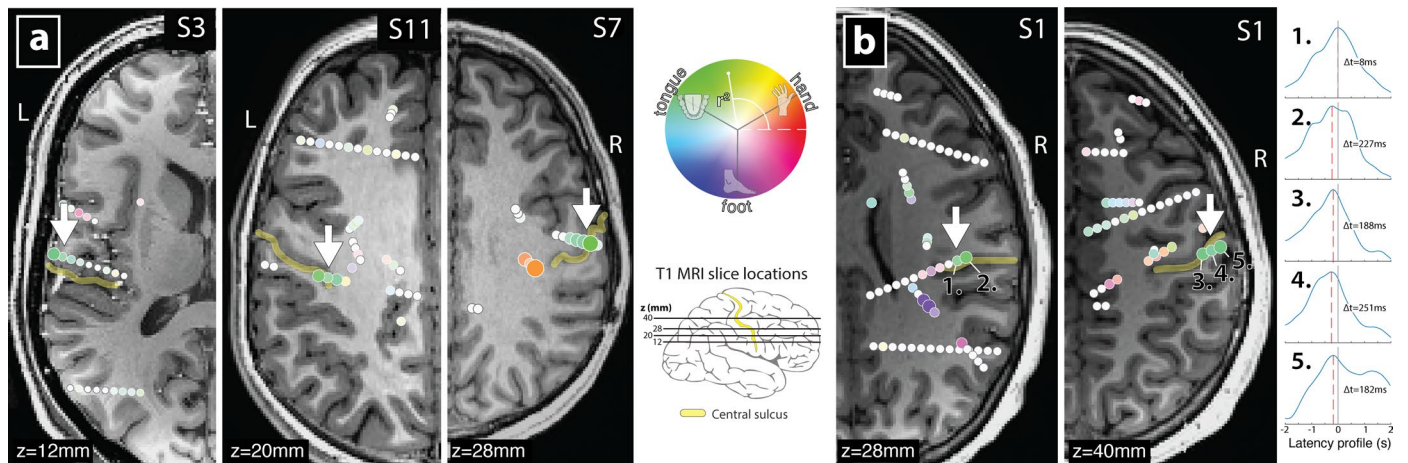 a
S3
L
z=12mm
S11
L
z=20mm
S7
R
z=28mm
tongue
hand
foot
r²
T1 MRI slice locations
z (mm)
40
28
20
12
Central sulcus
b
S1
R
1.
2.
z=28mm
S1
R
3.
4.
5.
z=40mm
1.
Δt=8ms
2.
Δt=227ms
3.
Δt=188ms
4.
Δt=251ms
5.
Δt=182ms
-2 -1 0 1 2
Latency profile (s)